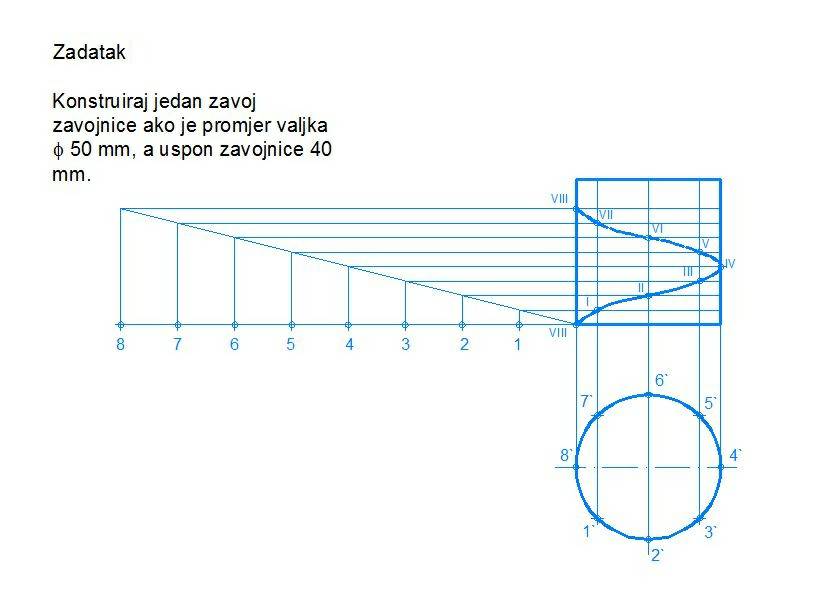 Zadatak
Konstruiraj jedan zavoj
zavojnice ako je promjer valjka
ϕ 50 mm, a uspon zavojnice 40
mm.
VIII
VII
VI
V
IV
III
II
I
VIII
8 7 6 5 4 3 2 1
6`
7` 5`
8` 4`
1` 3`
2`